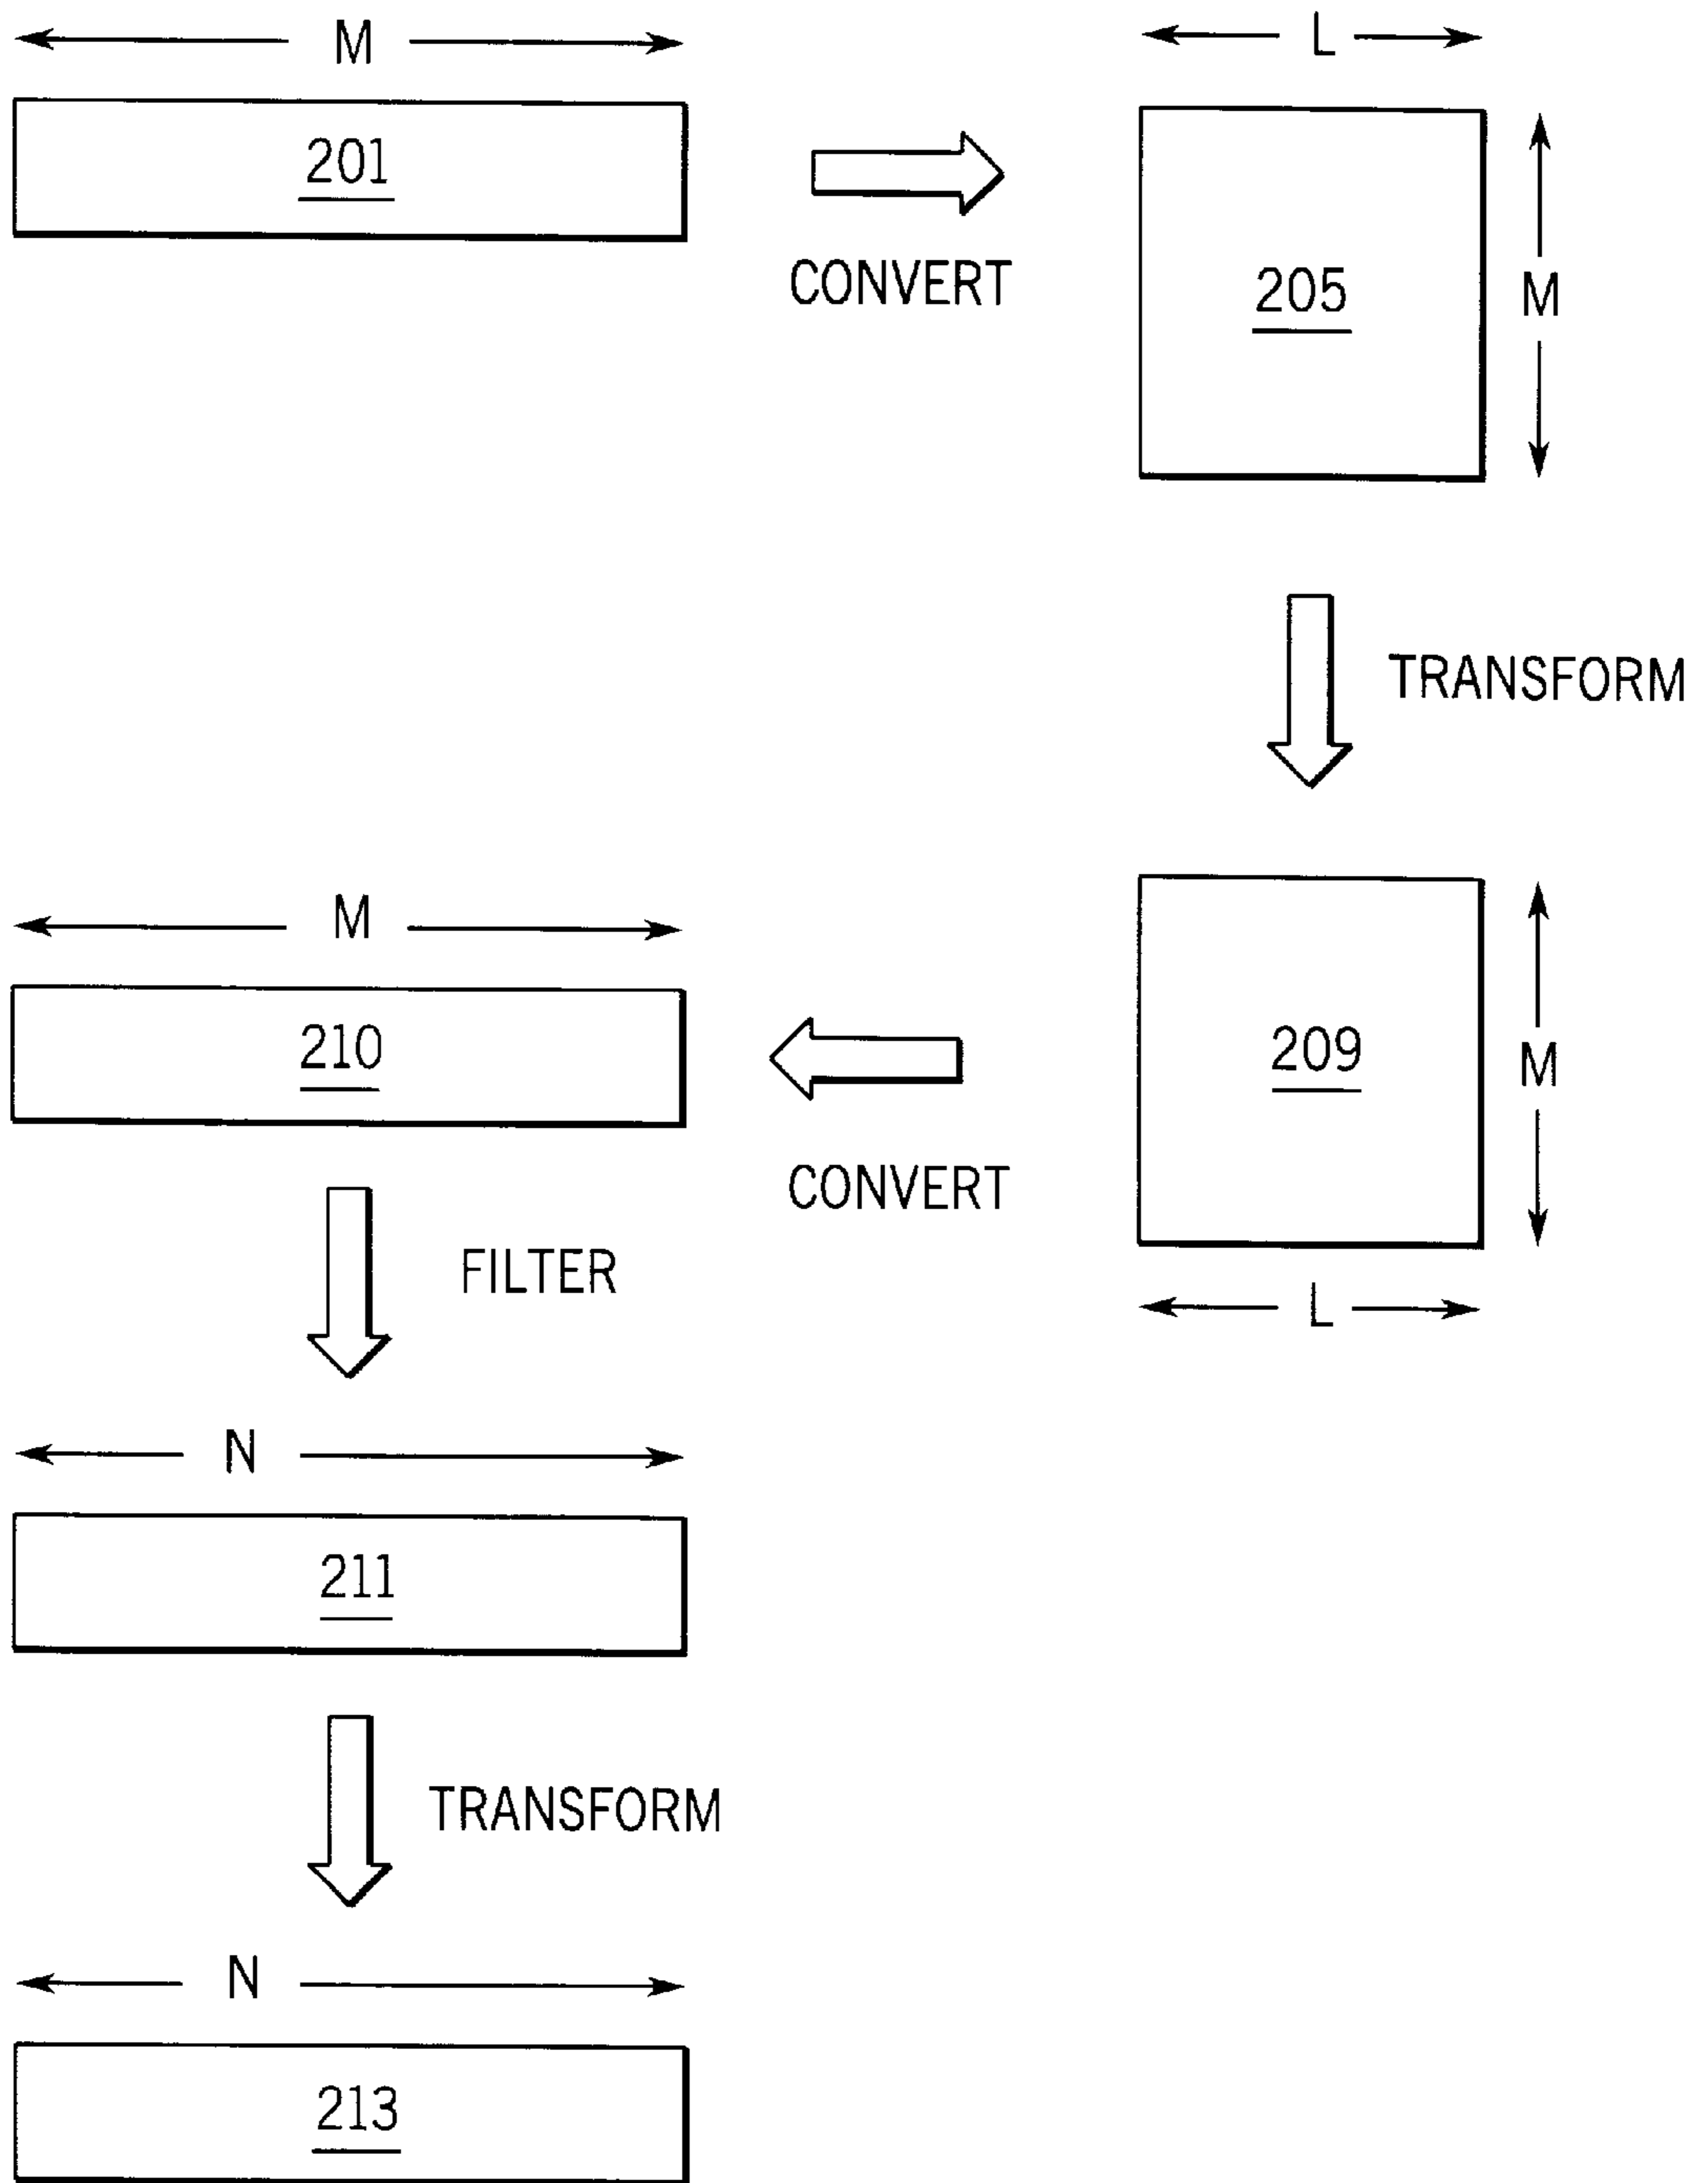 M
L
201
CONVERT
205
M
TRANSFORM
M
210
209
M
CONVERT
FILTER
L
N
211
TRANSFORM
N
213